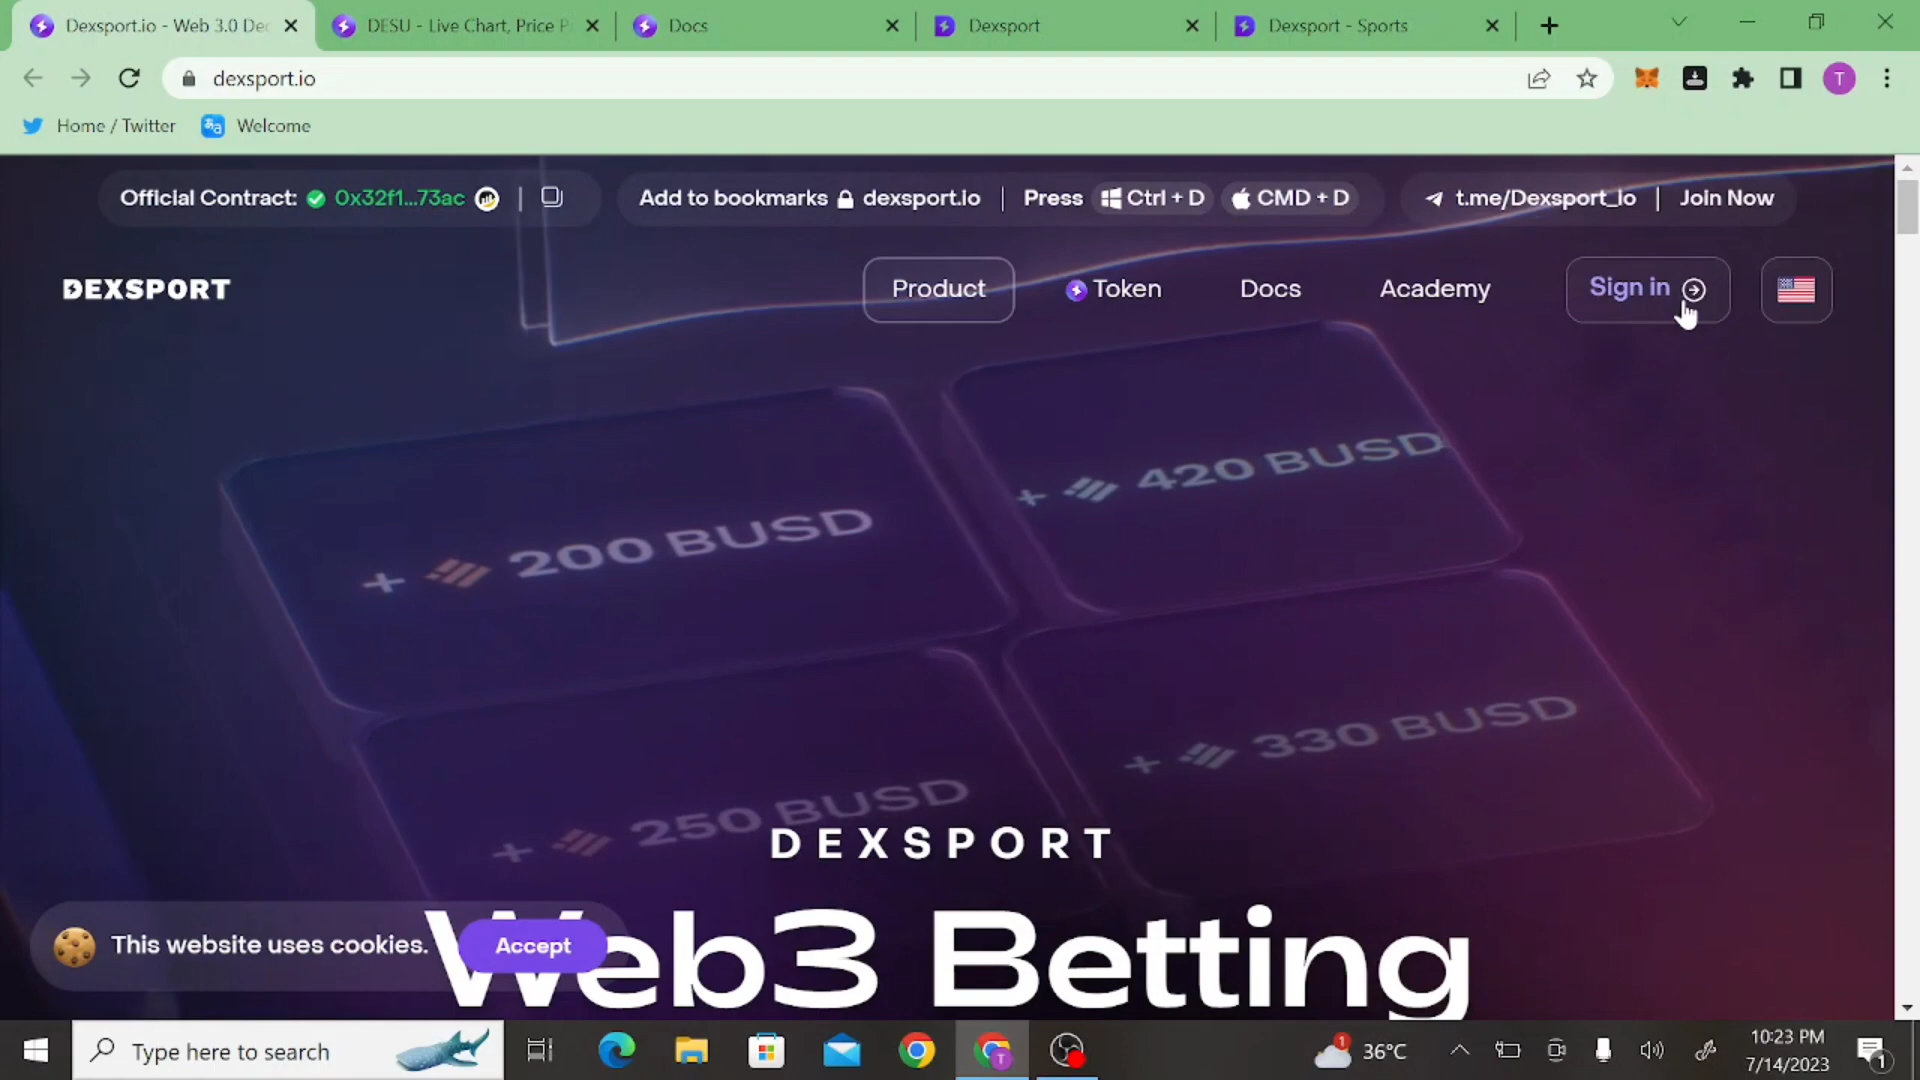 Dexsport.io - Web 3.0 Dec
DESU - Live Chart, Price P
Docs
Dexsport
Dexsport - Sports
dexsport.io
T
Home / Twitter
Welcome
Official Contract: 0x32f1...73ac
Add to bookmarks dexsport.io | Press Ctrl + D CMD + D
t.me/Dexsport_io | Join Now
DEXSPORT
Product
Token
Docs
Academy
Sign in
+ 200 BUSD
+ 420 BUSD
+ 250 BUSD
+ 330 BUSD
DEXSPORT
Web3 Betting
This website uses cookies.
Accept
Type here to search
T
1
36°C
10:23 PM
7/14/2023
1